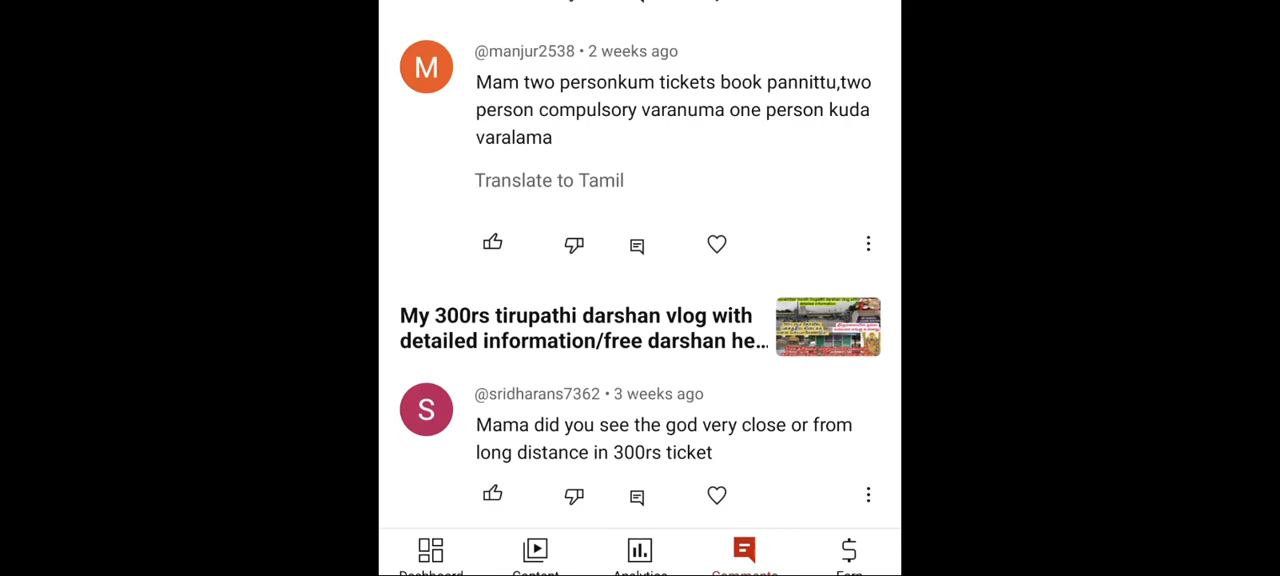 M
@manjur2538 • 2 weeks ago
Mam two personkum tickets book pannittu,two
person compulsory varanuma one person kuda
varalama
Translate to Tamil
My 300rs tirupathi darshan vlog with
detailed information/free darshan he...
S
@sridharans7362 • 3 weeks ago
Mama did you see the god very close or from
long distance in 300rs ticket
Dashboard
Content
Analytics
Comments
Earn